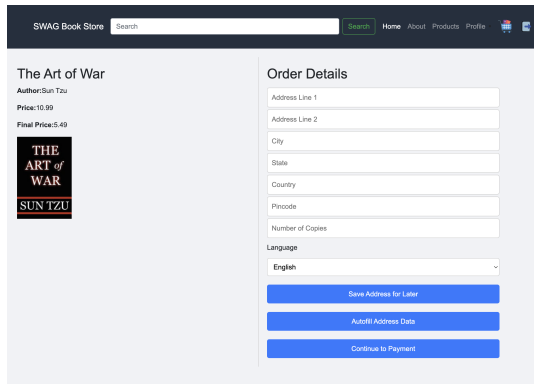 SWAG Book Store Search Search Home About Products Profile
The Art of War
Author:Sun Tzu
Price:10.99
Final Price:5.49
THE
ART of
WAR
SUN TZU
Order Details
Address Line 1
Address Line 2
City
State
Country
Pincode
Number of Copies
Language
English
Save Address for Later
Autofill Address Data
Continue to Payment